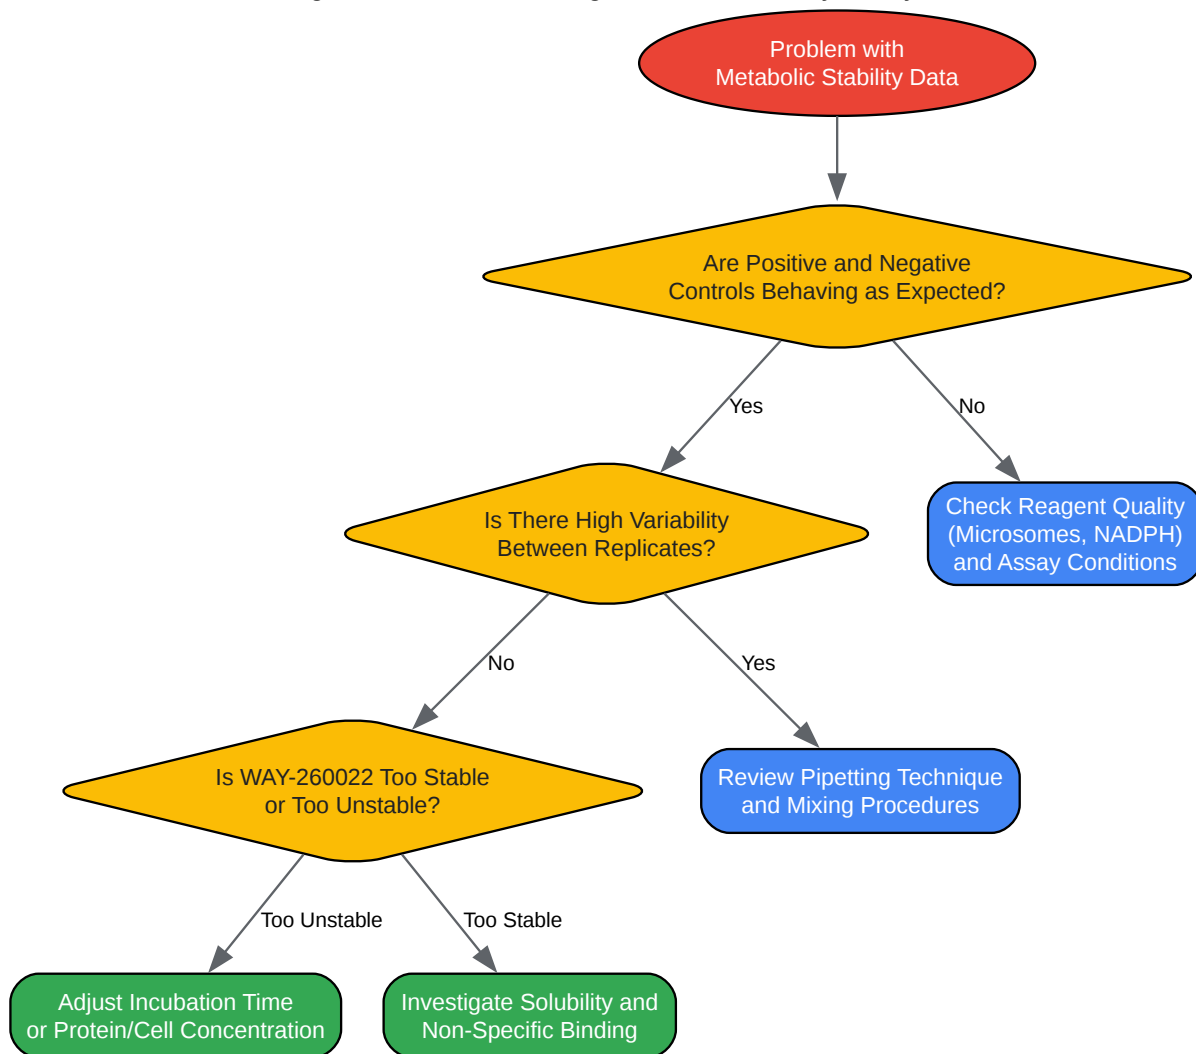 Problem with
Metabolic Stability Data
Are Positive and Negative
Controls Behaving as Expected?
Yes
No
Is There High Variability
Between Replicates?
Check Reagent Quality
(Microsomes, NADPH)
and Assay Conditions
No
Yes
Is WAY-260022 Too Stable
or Too Unstable?
Review Pipetting Technique
and Mixing Procedures
Too Unstable
Too Stable
Adjust Incubation Time
or Protein/Cell Concentration
Investigate Solubility and
Non-Specific Binding